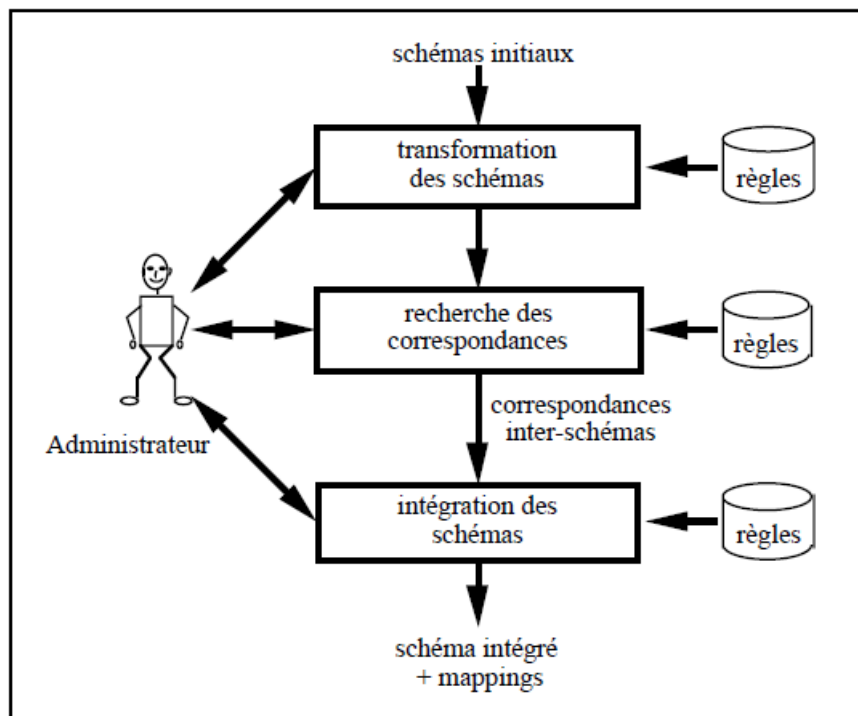 schémas initiaux
transformation
des schémas
règles
recherche des
correspondances
règles
correspondances
inter-schémas
Administrateur
intégration des
schémas
règles
schéma intégré
+ mappings